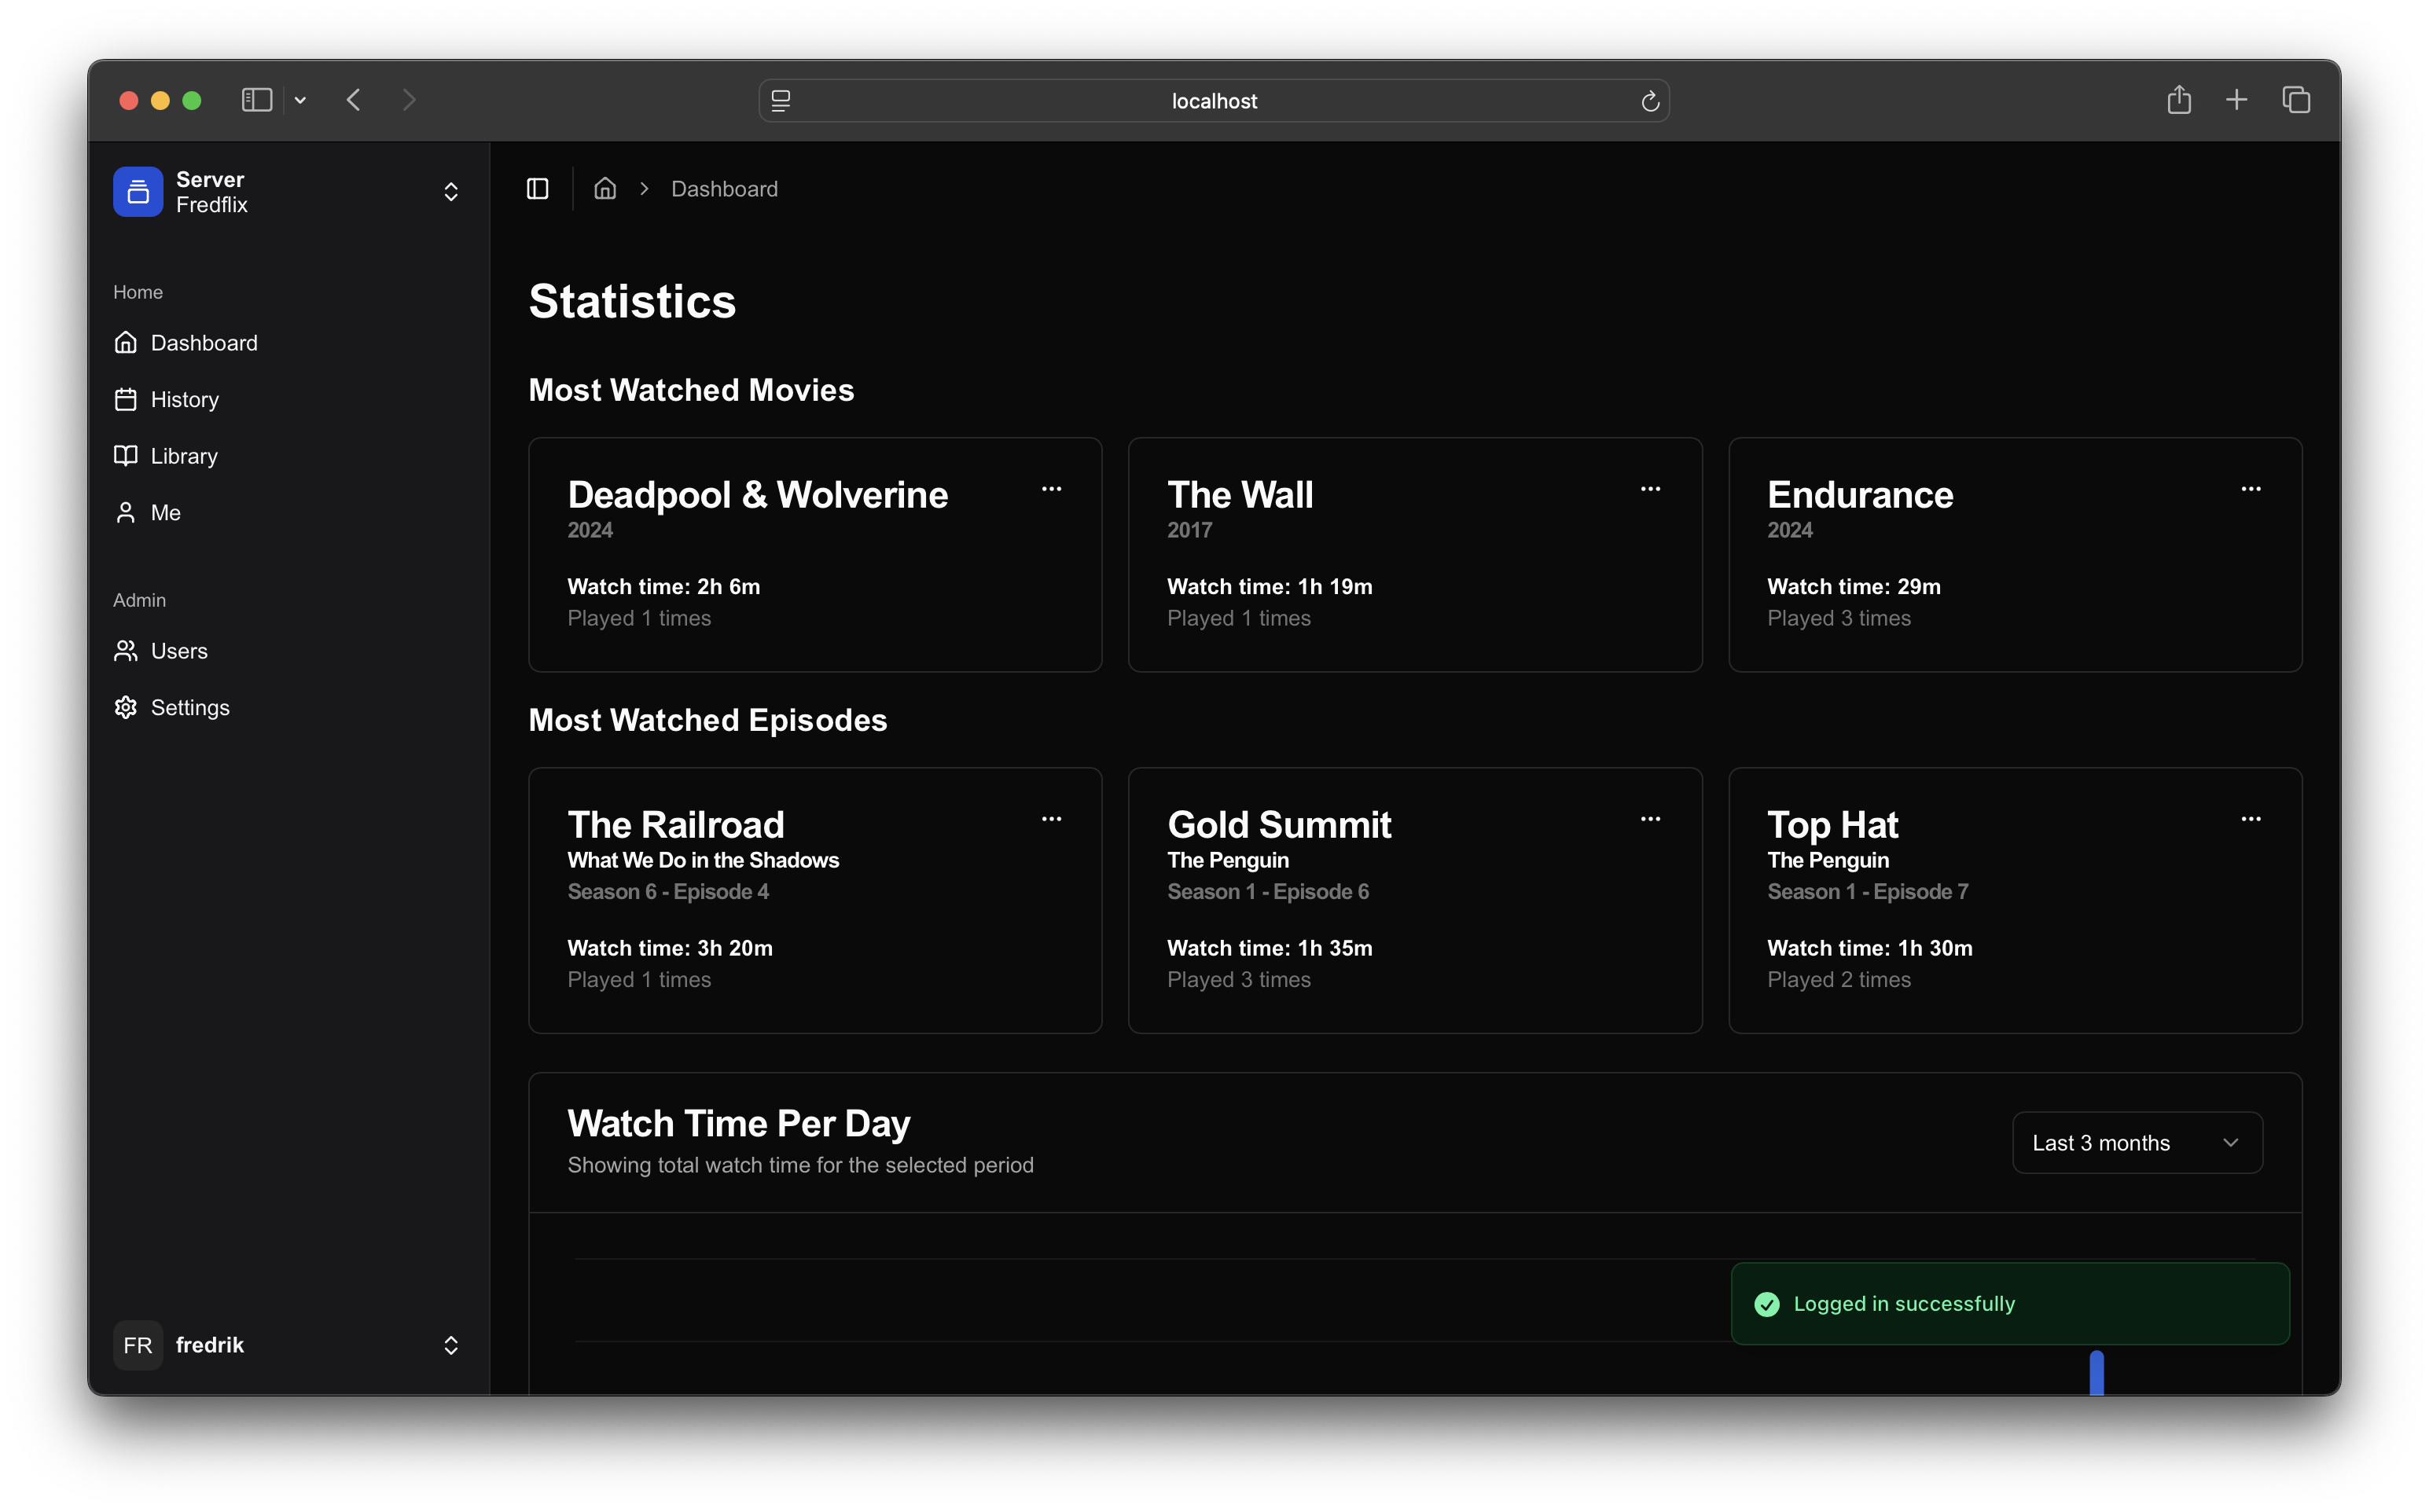 localhost
Server
Fredflix
Home
Dashboard
History
Library
Me
Admin
Users
Settings
FR
fredrik
Dashboard
Statistics
Most Watched Movies
Deadpool & Wolverine
2024
Watch time: 2h 6m
Played 1 times
The Wall
2017
Watch time: 1h 19m
Played 1 times
Endurance
2024
Watch time: 29m
Played 3 times
Most Watched Episodes
The Railroad
What We Do in the Shadows
Season 6 - Episode 4
Watch time: 3h 20m
Played 1 times
Gold Summit
The Penguin
Season 1 - Episode 6
Watch time: 1h 35m
Played 3 times
Top Hat
The Penguin
Season 1 - Episode 7
Watch time: 1h 30m
Played 2 times
Watch Time Per Day
Showing total watch time for the selected period
Last 3 months
Logged in successfully